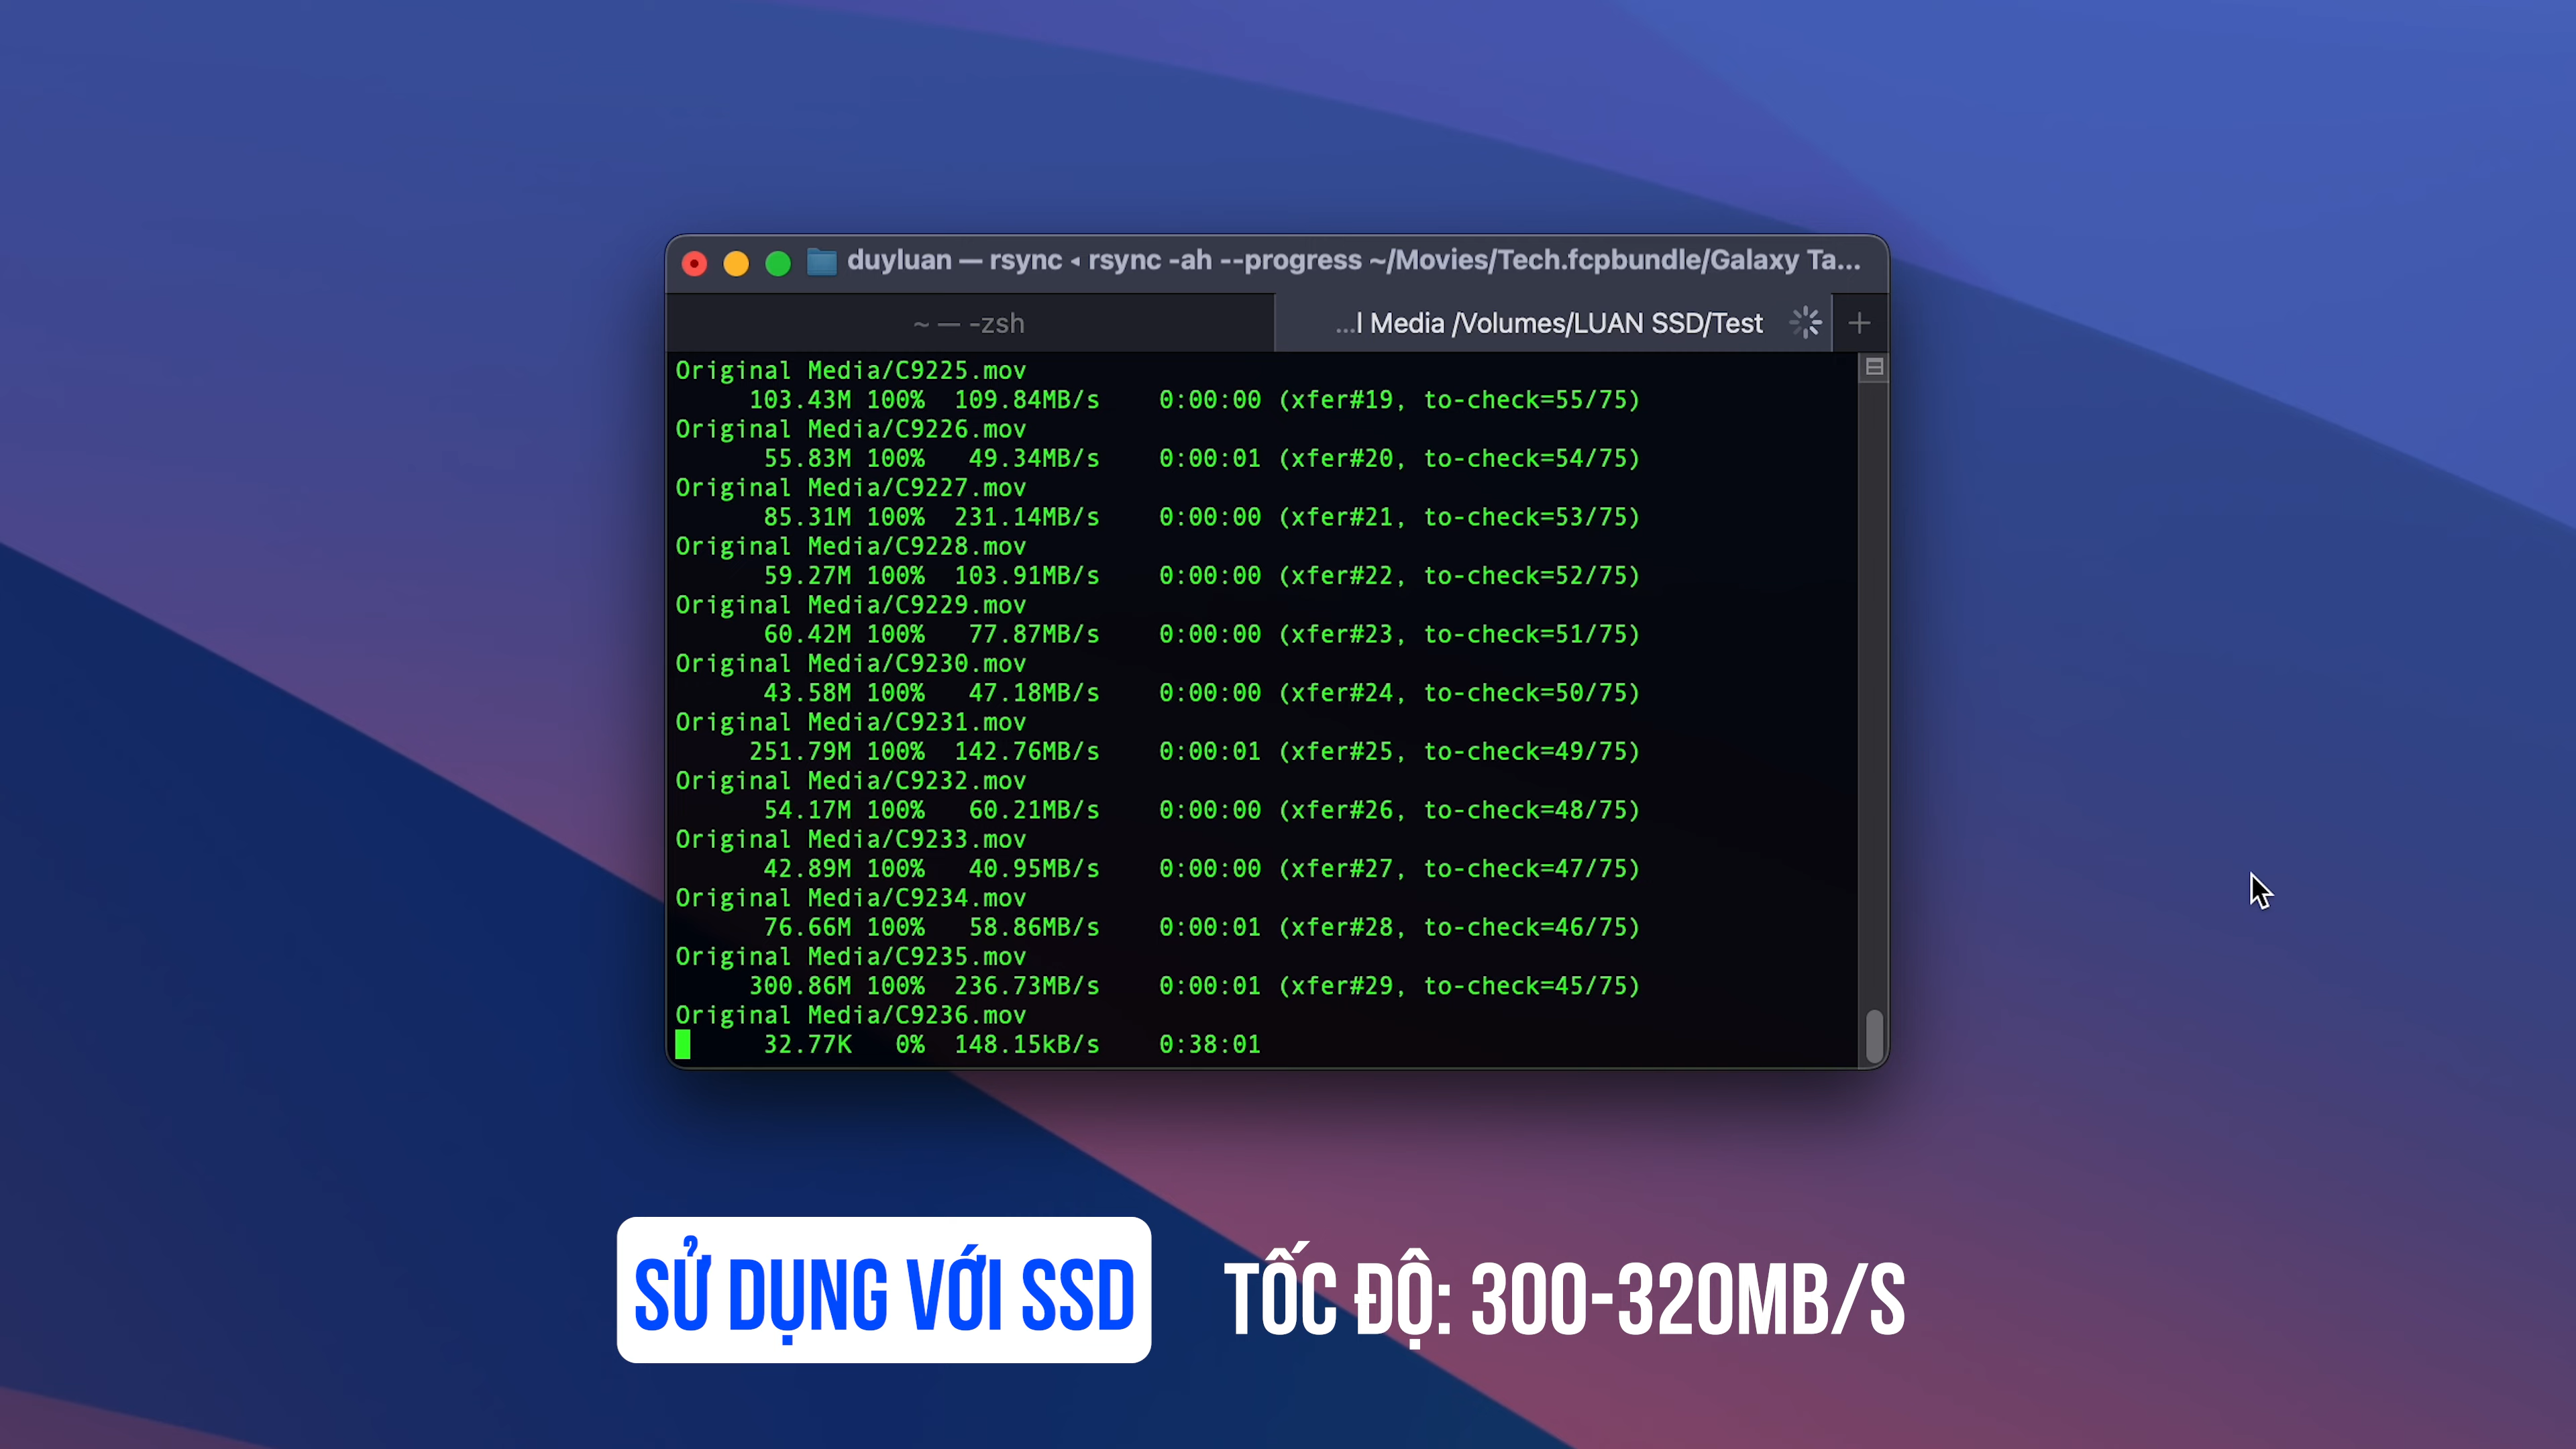 duyluan — rsync ◂ rsync -ah --progress ~/Movies/Tech.fcpbundle/Galaxy Ta...
~ — -zsh
...l Media /Volumes/LUAN SSD/Test
Original Media/C9225.mov
103.43M 100% 109.84MB/s 0:00:00 (xfer#19, to-check=55/75)
Original Media/C9226.mov
55.83M 100% 49.34MB/s 0:00:01 (xfer#20, to-check=54/75)
Original Media/C9227.mov
85.31M 100% 231.14MB/s 0:00:00 (xfer#21, to-check=53/75)
Original Media/C9228.mov
59.27M 100% 103.91MB/s 0:00:00 (xfer#22, to-check=52/75)
Original Media/C9229.mov
60.42M 100% 77.87MB/s 0:00:00 (xfer#23, to-check=51/75)
Original Media/C9230.mov
43.58M 100% 47.18MB/s 0:00:00 (xfer#24, to-check=50/75)
Original Media/C9231.mov
251.79M 100% 142.76MB/s 0:00:01 (xfer#25, to-check=49/75)
Original Media/C9232.mov
54.17M 100% 60.21MB/s 0:00:00 (xfer#26, to-check=48/75)
Original Media/C9233.mov
42.89M 100% 40.95MB/s 0:00:00 (xfer#27, to-check=47/75)
Original Media/C9234.mov
76.66M 100% 58.86MB/s 0:00:01 (xfer#28, to-check=46/75)
Original Media/C9235.mov
300.86M 100% 236.73MB/s 0:00:01 (xfer#29, to-check=45/75)
Original Media/C9236.mov
32.77K 0% 148.15kB/s 0:38:01
SỬ DỤNG VỚI SSD
TỐC ĐỘ: 300-320MB/S